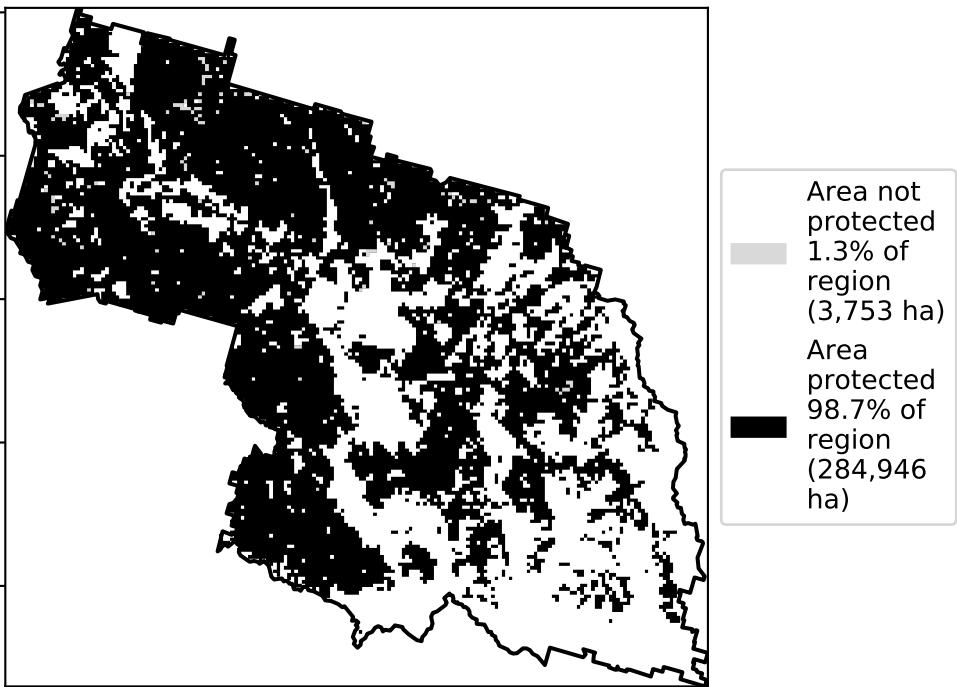 Area not
protected
1.3% of
region
(3,753 ha)
Area
protected
98.7% of
region
(284,946
ha)